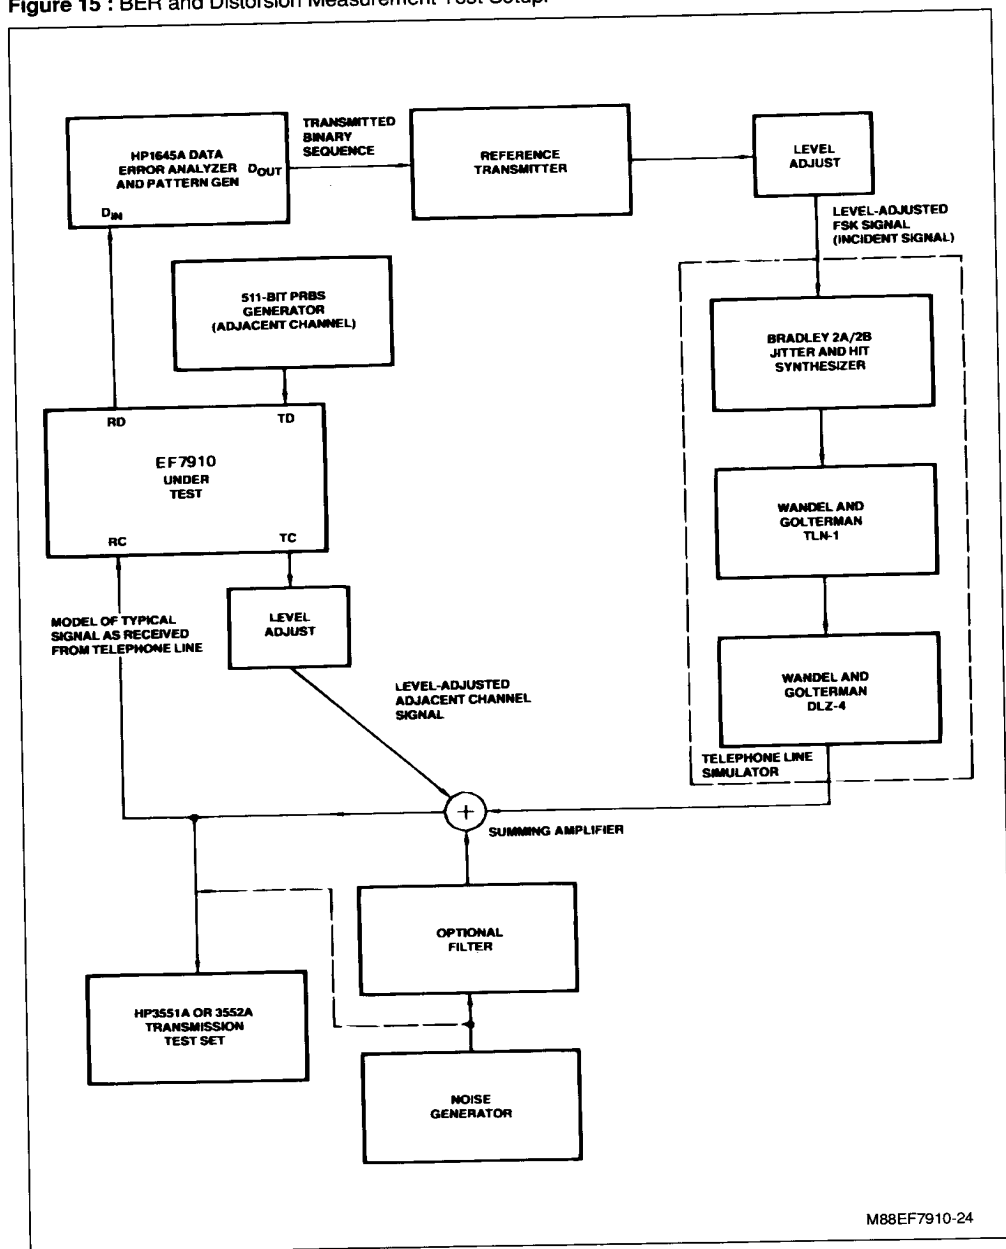 Figure 15 : BER and Distorsion Measurement Test Setup.
HP1645A DATA
ERROR ANALYZER
AND PATTERN GEN
DOUT
DIN
TRANSMITTED
BINARY
SEQUENCE
REFERENCE
TRANSMITTER
LEVEL
ADJUST
LEVEL-ADJUSTED
FSK SIGNAL
(INCIDENT SIGNAL)
511-BIT PRBS
GENERATOR
(ADJACENT CHANNEL)
BRADLEY 2A/2B
JITTER AND HIT
SYNTHESIZER
RD
TD
EF7910
UNDER
TEST
RC
TC
WANDEL AND
GOLTERMAN
TLN-1
MODEL OF TYPICAL
SIGNAL AS RECEIVED
FROM TELEPHONE LINE
LEVEL
ADJUST
LEVEL-ADJUSTED
ADJACENT CHANNEL
SIGNAL
WANDEL AND
GOLTERMAN
DLZ-4
TELEPHONE LINE
SIMULATOR
+
SUMMING AMPLIFIER
OPTIONAL
FILTER
HP3551A OR 3552A
TRANSMISSION
TEST SET
NOISE
GENERATOR
M88EF7910-24